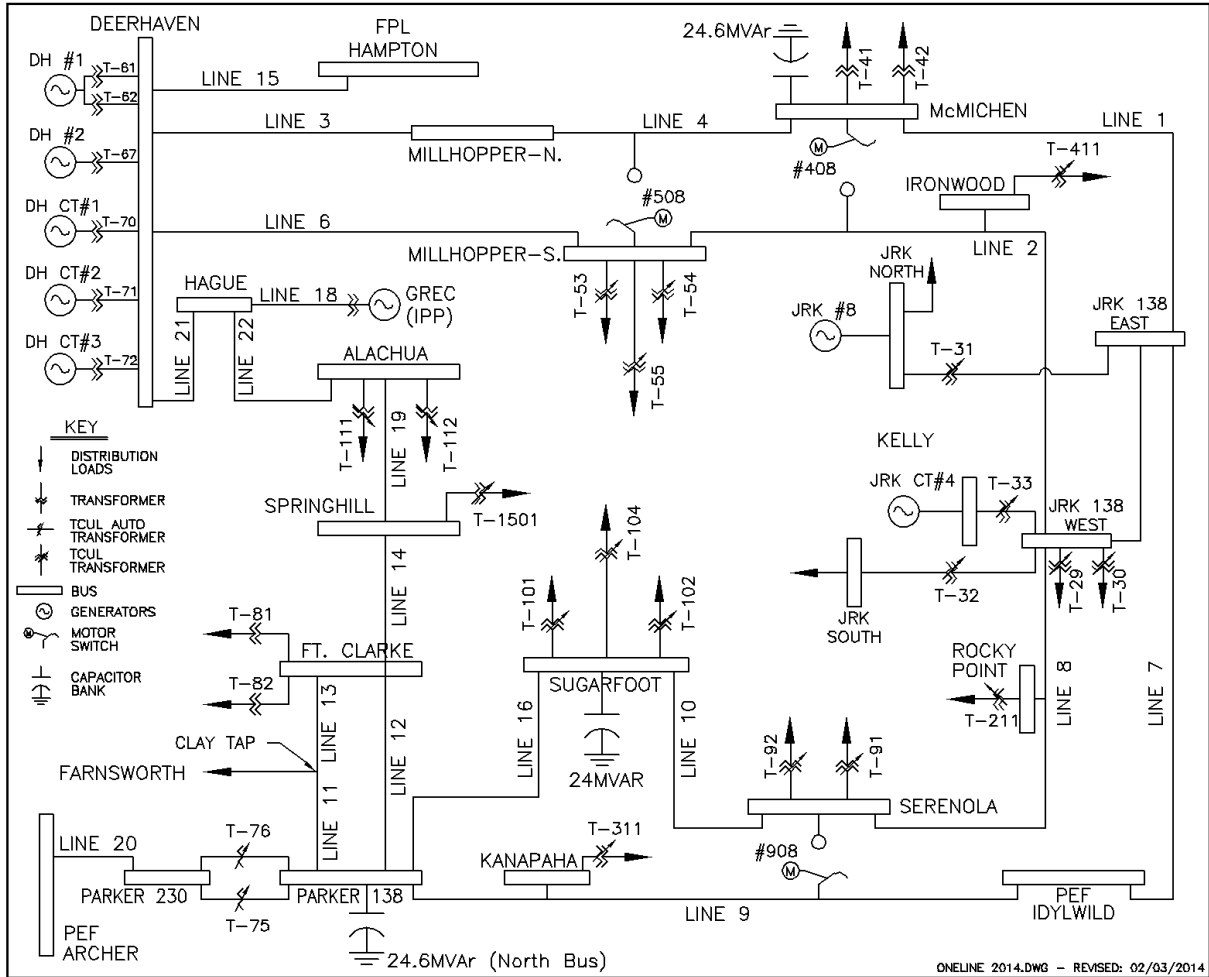 DEERHAVEN
FPL
HAMPTON
DH #1
T-61
T-62
LINE 15
24.6MVAr
T-41
T-42
McMICHEN
LINE 3
LINE 4
LINE 1
MILLHOPPER-N.
DH #2
T-67
#408
T-411
IRONWOOD
#508
DH CT#1
T-70
LINE 6
MILLHOPPER-S.
LINE 2
JRK
NORTH
DH CT#2
T-71
HAGUE
LINE 18
GREC
(IPP)
T-53
T-54
T-55
JRK #8
JRK 138
EAST
DH CT#3
T-72
LINE 21
LINE 22
ALACHUA
T-31
T-111
LINE 19
T-112
KELLY
KEY
DISTRIBUTION
LOADS
TRANSFORMER
TCUL AUTO
TRANSFORMER
TCUL
TRANSFORMER
BUS
GENERATORS
MOTOR
SWITCH
CAPACITOR
BANK
SPRINGHILL
T-1501
LINE 14
JRK CT#4
T-33
JRK 138
WEST
T-32
T-29
T-30
JRK
SOUTH
T-104
T-101
T-102
T-81
FT. CLARKE
T-82
SUGARFOOT
24MVAR
ROCKY
POINT
T-211
LINE 8
LINE 7
LINE 13
LINE 12
LINE 16
LINE 10
CLAY TAP
FARNSWORTH
LINE 11
T-92
T-91
SERENOLA
LINE 20
T-76
T-311
KANAPAHA
#908
PARKER 230
PARKER 138
T-75
LINE 9
PEF
IDYLWILD
PEF
ARCHER
24.6MVAr (North Bus)
ONELINE 2014.DWG - REVISED: 02/03/2014
M
M
M
M